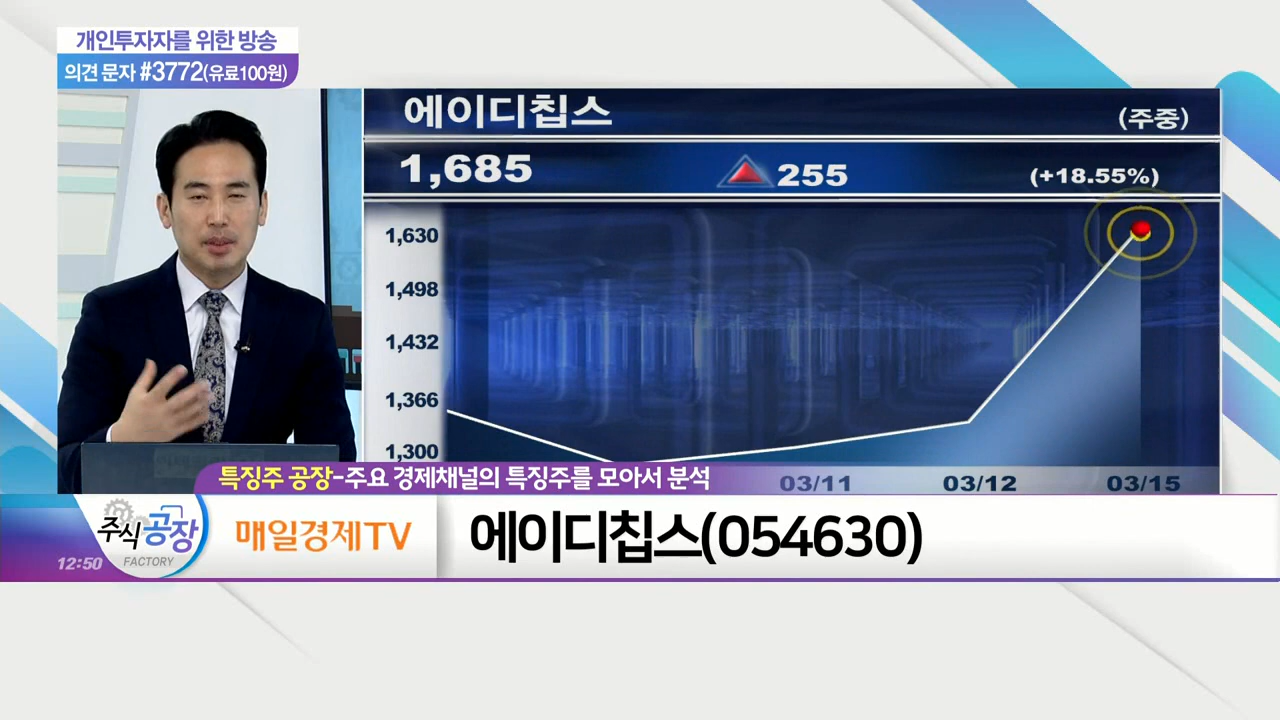 개인투자자를 위한 방송
의견 문자 #3772(유료100원)
에이디칩스
(주중)
1,685
255
(+18.55%)
1,630
1,498
1,432
1,366
1,300
03/11
03/12
03/15
특징주 공장-주요 경제채널의 특징주를 모아서 분석
주식공장
FACTORY
12:50
매일경제TV
에이디칩스(054630)